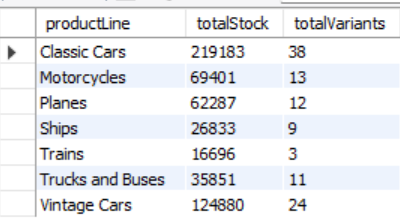 productLine totalStock totalVariants
Classic Cars 219183 38
Motorcycles 69401 13
Planes 62287 12
Ships 26833 9
Trains 16696 3
Trucks and Buses 35851 11
Vintage Cars 124880 24